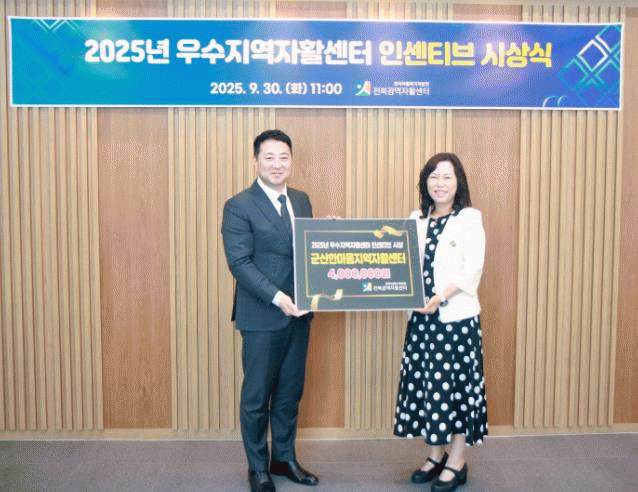 2025년 우수지역자활센터 인센티브 시상식
2025. 9. 30. (화) 11:00
전북광역자활센터
2025년 우수지역자활센터 인센티브 시상
군산한마음지역자활센터
4,000,000원
전북광역자활센터